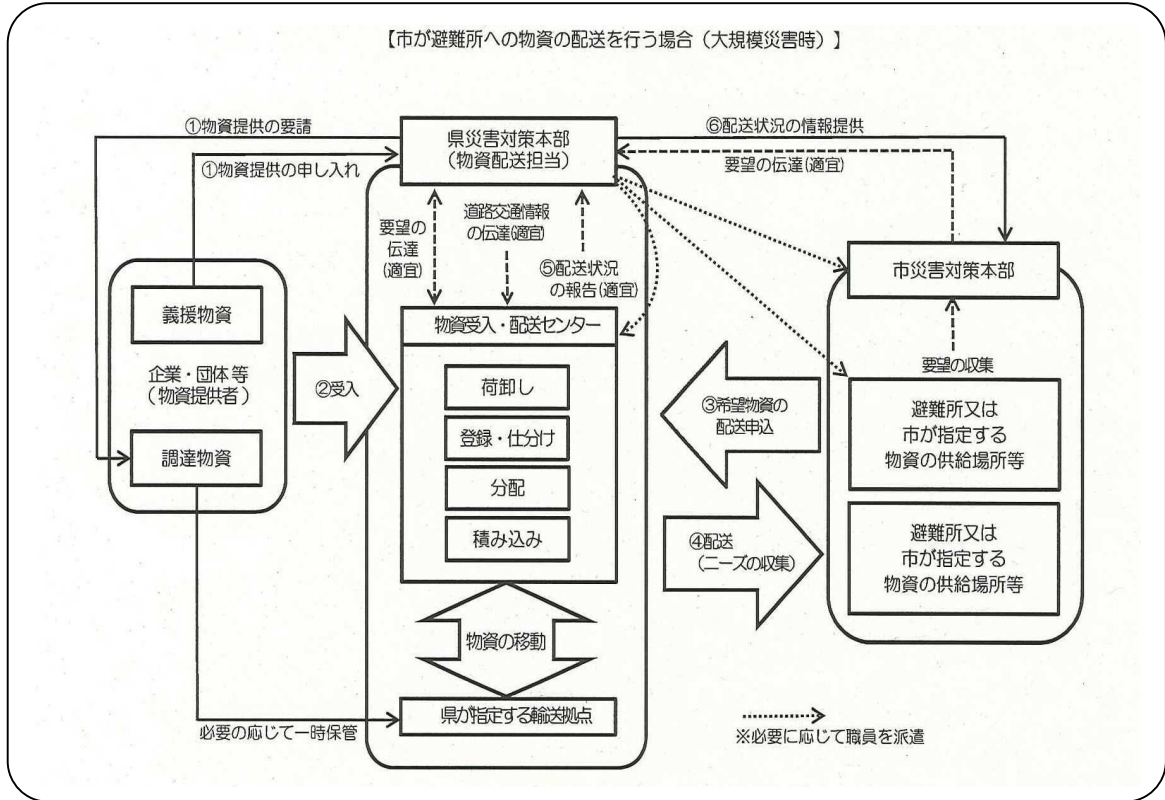 【市が避難所への物資の配送を行う場合（大規模災害時）】
①物資提供の要請
①物資提供の申し入れ
県災害対策本部
（物資配送担当）
⑥配送状況の情報提供
要望の伝達(適宜)
要望の
伝達
(適宜)
道路交通情報
の伝達(適宜)
⑤配送状況
の報告(適宜)
市災害対策本部
要望の収集
義援物資
企業・団体等
（物資提供者）
調達物資
②受入
物資受入・配送センター
荷卸し
登録・仕分け
分配
積み込み
③希望物資の
配送申込
④配送
（ニーズの収集）
避難所又は
市が指定する
物資の供給場所等
避難所又は
市が指定する
物資の供給場所等
物資の移動
県が指定する輸送拠点
必要の応じて一時保管
※必要に応じて職員を派遣